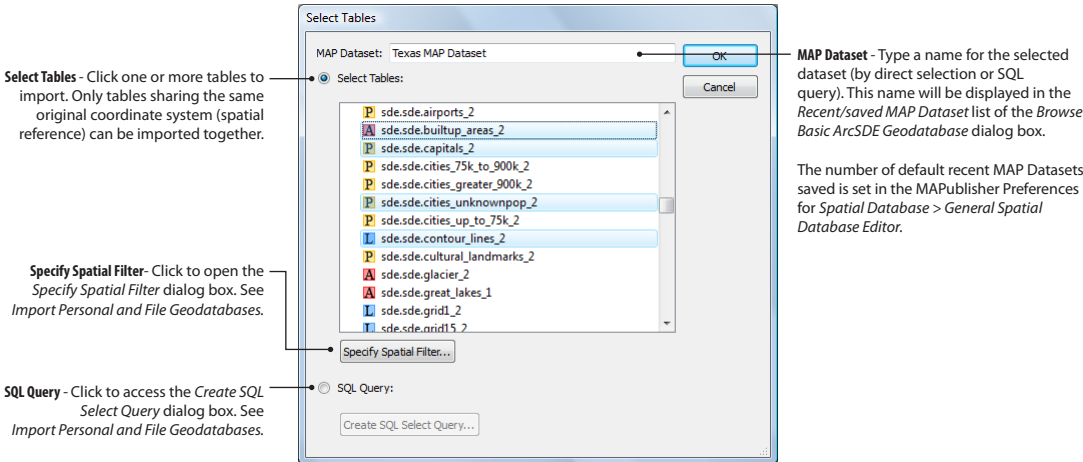 Select Tables
MAP Dataset: Texas MAP Dataset
OK
Select Tables:
Cancel
P sde.sde.airports_2
A sde.sde.builtup_areas_2
P sde.sde.capitals_2
P sde.sde.cities_75k_to_900k_2
P sde.sde.cities_greater_900k_2
P sde.sde.cities_unknownpop_2
P sde.sde.cities_up_to_75k_2
L sde.sde.contour_lines_2
P sde.sde.cultural_landmarks_2
A sde.sde.glacier_2
A sde.sde.great_lakes_1
L sde.sde.grid1_2
L sde.sde.grid15_2
Specify Spatial Filter...
SQL Query:
Create SQL Select Query...
Select Tables - Click one or more tables to
import. Only tables sharing the same
original coordinate system (spatial
reference) can be imported together.
Specify Spatial Filter- Click to open the
Specify Spatial Filter dialog box. See
Import Personal and File Geodatabases.
SQL Query - Click to access the Create SQL
Select Query dialog box. See
Import Personal and File Geodatabases.
MAP Dataset - Type a name for the selected
dataset (by direct selection or SQL
query). This name will be displayed in the
Recent/saved MAP Dataset list of the Browse
Basic ArcSDE Geodatabase dialog box.
The number of default recent MAP Datasets
saved is set in the MAPublisher Preferences
for Spatial Database > General Spatial
Database Editor.